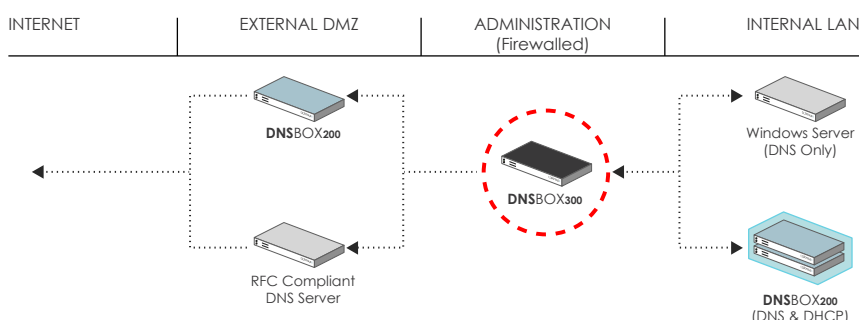 INTERNET
EXTERNAL DMZ
ADMINISTRATION
(Firewalled)
INTERNAL LAN
DNSBOX200
Windows Server
(DNS Only)
DNSBOX300
RFC Compliant
DNS Server
DNSBOX200
(DNS & DHCP)